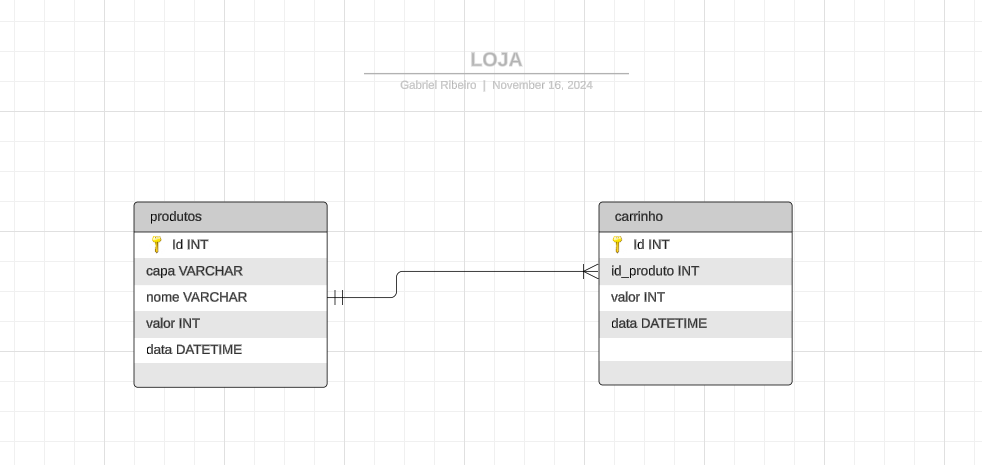 LOJA
Gabriel Ribeiro | November 16, 2024
produtos
Id INT
capa VARCHAR
nome VARCHAR
valor INT
data DATETIME
carrinho
Id INT
id_produto INT
valor INT
data DATETIME